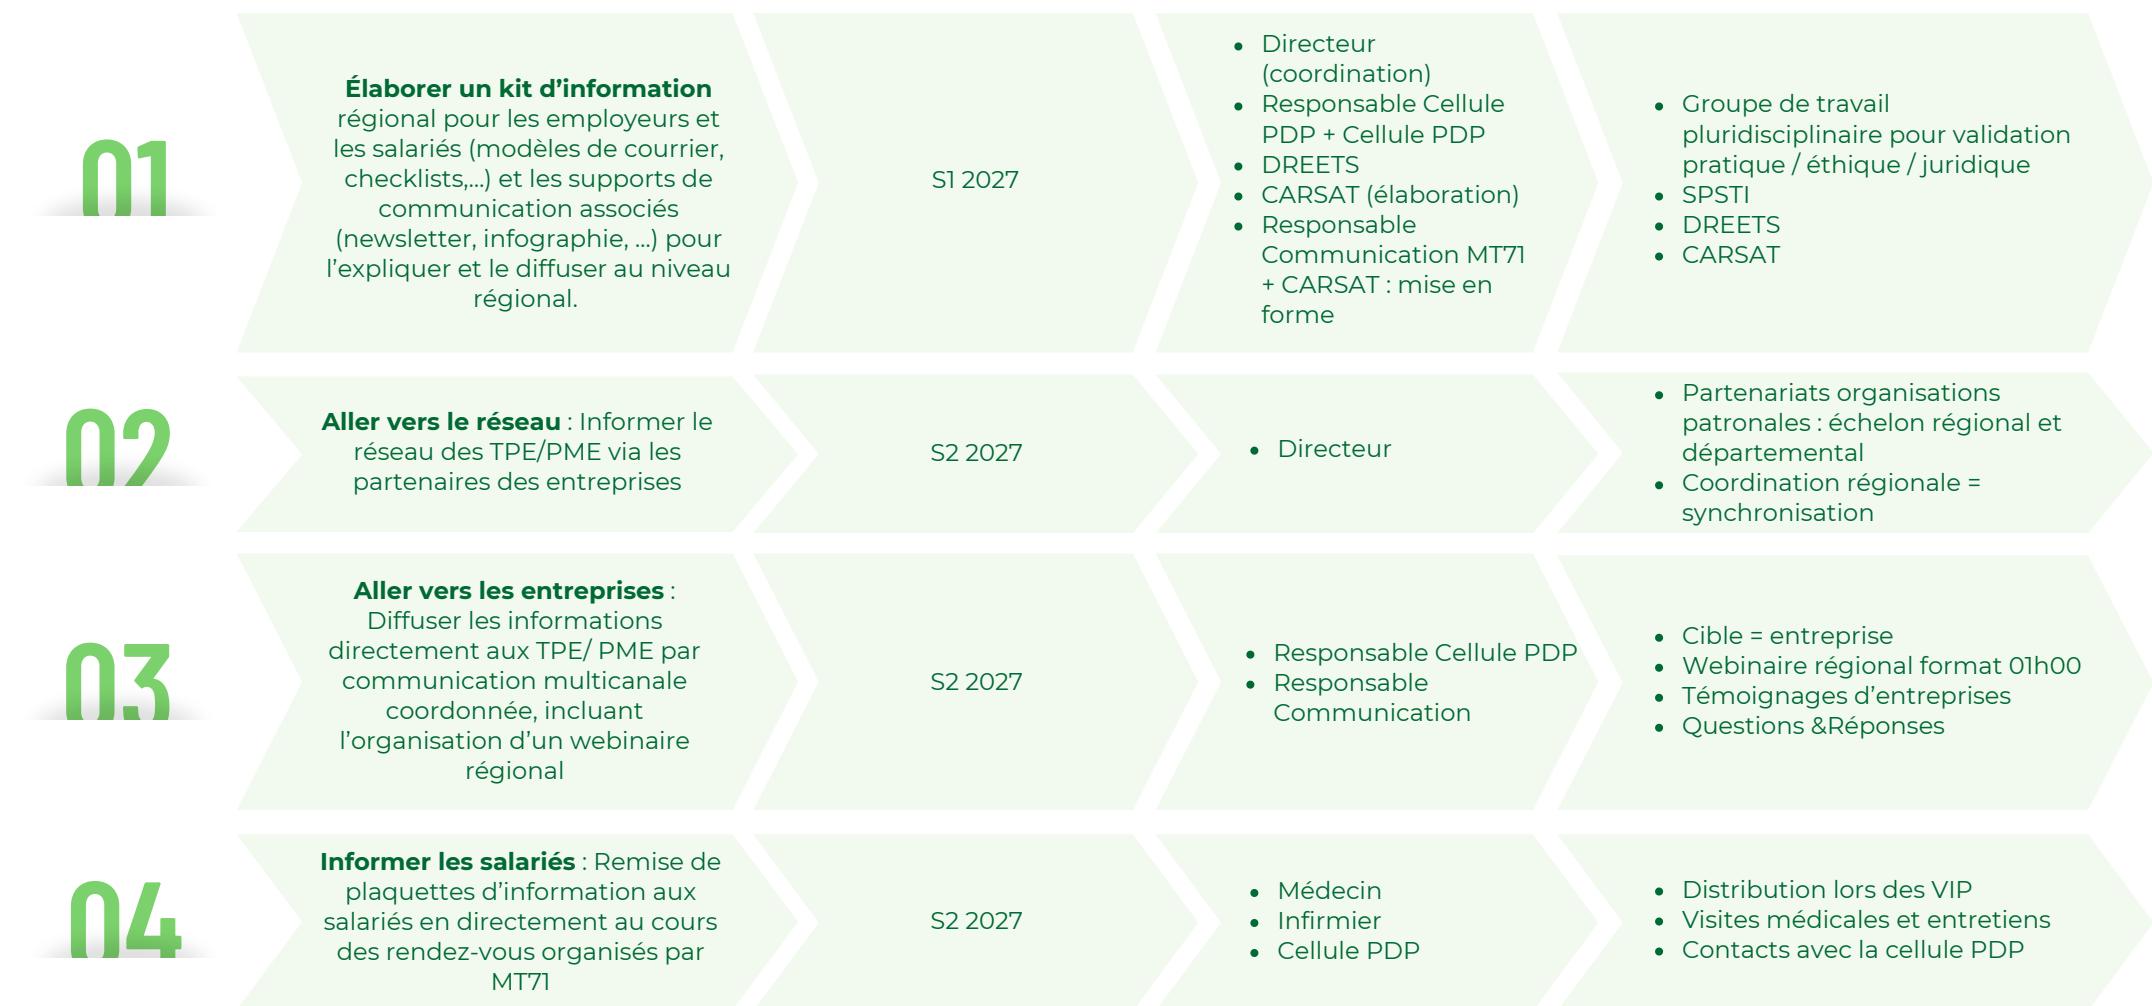 01
Élaborer un kit d’information
régional pour les employeurs et
les salariés (modèles de courrier,
checklists,...) et les supports de
communication associés
(newsletter, infographie, ...) pour
l’expliquer et le diffuser au niveau
régional.
S1 2027
• Directeur
(coordination)
• Responsable Cellule
PDP + Cellule PDP
• DREETS
• CARSAT (élaboration)
• Responsable
Communication MT71
+ CARSAT : mise en
forme
• Groupe de travail
pluridisciplinaire pour validation
pratique / éthique / juridique
• SPSTI
• DREETS
• CARSAT
02
Aller vers le réseau : Informer le
réseau des TPE/PME via les
partenaires des entreprises
S2 2027
• Directeur
• Partenariats organisations
patronales : échelon régional et
départemental
• Coordination régionale =
synchronisation
03
Aller vers les entreprises :
Diffuser les informations
directement aux TPE/ PME par
communication multicanale
coordonnée, incluant
l’organisation d’un webinaire
régional
S2 2027
• Responsable Cellule PDP
• Responsable
Communication
• Cible = entreprise
• Webinaire régional format 01h00
• Témoignages d’entreprises
• Questions &Réponses
04
Informer les salariés : Remise de
plaquettes d’information aux
salariés en directement au cours
des rendez-vous organisés par
MT71
S2 2027
• Médecin
• Infirmier
• Cellule PDP
• Distribution lors des VIP
• Visites médicales et entretiens
• Contacts avec la cellule PDP